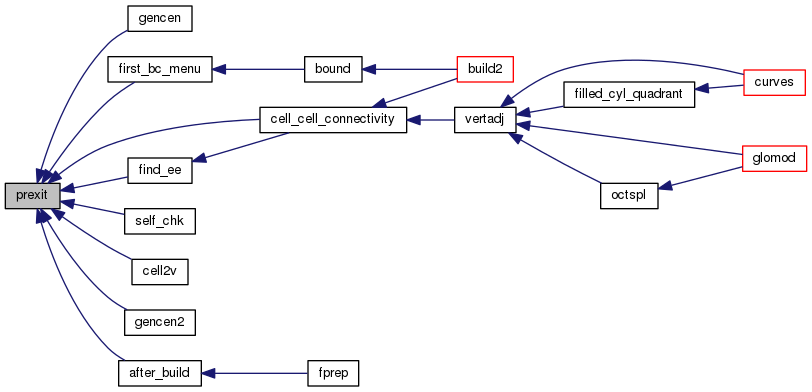 gencen
first_bc_menu
bound
build2
curves
filled_cyl_quadrant
cell_cell_connectivity
vertadj
glomod
find_ee
prexit
octspl
self_chk
cell2v
gencen2
after_build
fprep